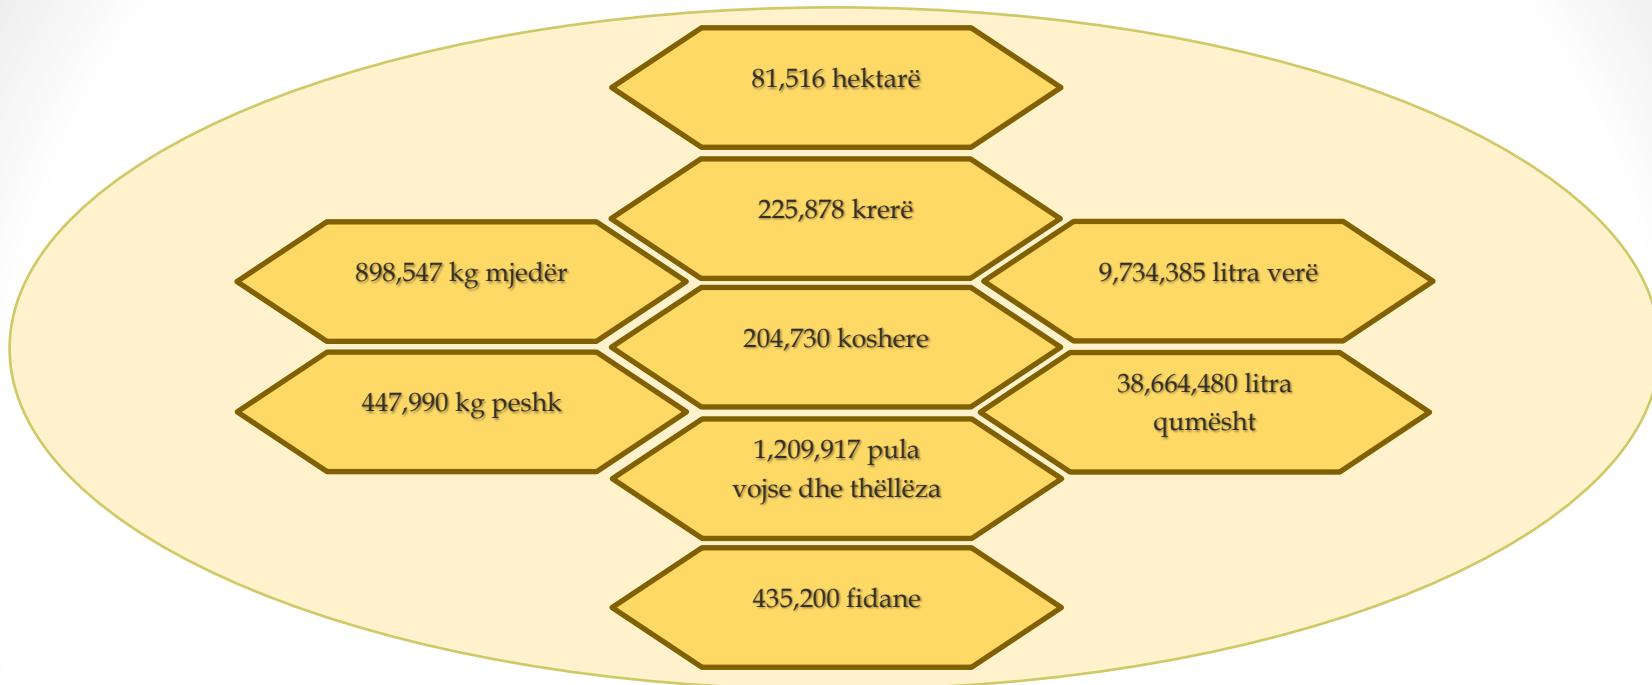 81,516 hektarë
225,878 krerë
898,547 kg mjedër
9,734,385 litra verë
204,730 koshere
447,990 kg peshk
38,664,480 litra
qumësht
1,209,917 pula
vojse dhe thëllëza
435,200 fidane